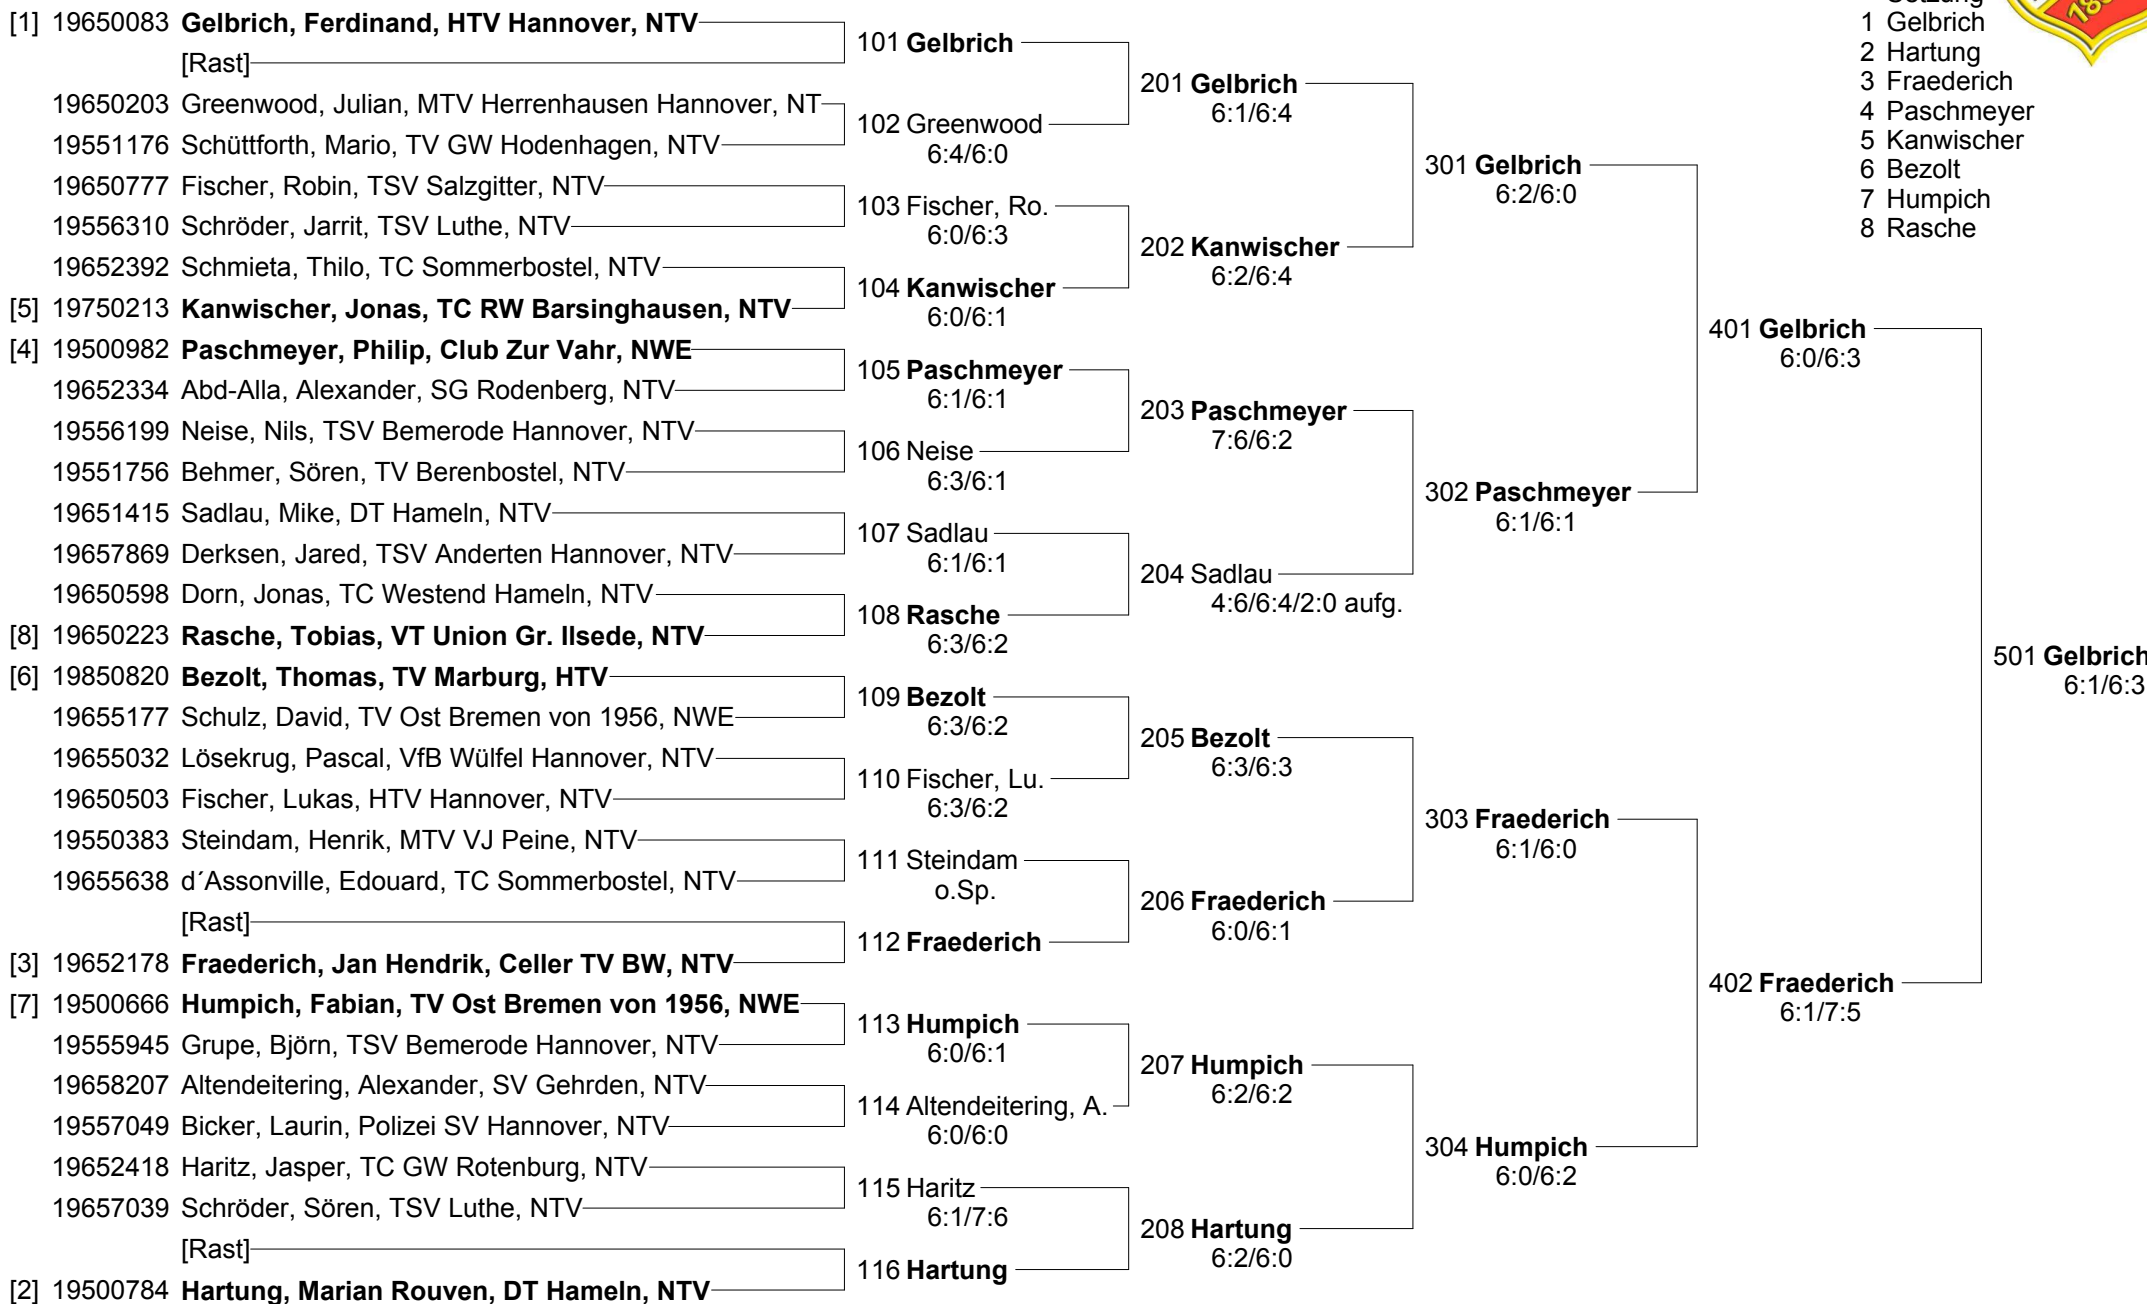 [1] 19650083 Gelbrich, Ferdinand, HTV Hannover, NTV
[Rast]
19650203 Greenwood, Julian, MTV Herrenhausen Hannover, NT
19551176 Schüttforth, Mario, TV GW Hodenhagen, NTV
19650777 Fischer, Robin, TSV Salzgitter, NTV
19556310 Schröder, Jarrit, TSV Luthe, NTV
19652392 Schmieta, Thilo, TC Sommerbostel, NTV
[5] 19750213 Kanwischer, Jonas, TC RW Barsinghausen, NTV
[4] 19500982 Paschmeyer, Philip, Club Zur Vahr, NWE
19652334 Abd-Alla, Alexander, SG Rodenberg, NTV
19556199 Neise, Nils, TSV Bemerode Hannover, NTV
19551756 Behmer, Sören, TV Berenbostel, NTV
19651415 Sadlau, Mike, DT Hameln, NTV
19657869 Derksen, Jared, TSV Anderten Hannover, NTV
19650598 Dorn, Jonas, TC Westend Hameln, NTV
[8] 19650223 Rasche, Tobias, VT Union Gr. Ilsede, NTV
[6] 19850820 Bezolt, Thomas, TV Marburg, HTV
19655177 Schulz, David, TV Ost Bremen von 1956, NWE
19655032 Lösekrug, Pascal, VfB Wülfel Hannover, NTV
19650503 Fischer, Lukas, HTV Hannover, NTV
19550383 Steindam, Henrik, MTV VJ Peine, NTV
19655638 d´Assonville, Edouard, TC Sommerbostel, NTV
[Rast]
[3] 19652178 Fraederich, Jan Hendrik, Celler TV BW, NTV
[7] 19500666 Humpich, Fabian, TV Ost Bremen von 1956, NWE
19555945 Grupe, Björn, TSV Bemerode Hannover, NTV
19658207 Altendeitering, Alexander, SV Gehrden, NTV
19557049 Bicker, Laurin, Polizei SV Hannover, NTV
19652418 Haritz, Jasper, TC GW Rotenburg, NTV
19657039 Schröder, Sören, TSV Luthe, NTV
[Rast]
[2] 19500784 Hartung, Marian Rouven, DT Hameln, NTV
101 Gelbrich
102 Greenwood
6:4/6:0
103 Fischer, Ro.
6:0/6:3
104 Kanwischer
6:0/6:1
105 Paschmeyer
6:1/6:1
106 Neise
6:3/6:1
107 Sadlau
6:1/6:1
108 Rasche
6:3/6:2
109 Bezolt
6:3/6:2
110 Fischer, Lu.
6:3/6:2
111 Steindam
o.Sp.
112 Fraederich
113 Humpich
6:0/6:1
114 Altendeitering, A.
6:0/6:0
115 Haritz
6:1/7:6
116 Hartung
201 Gelbrich
6:1/6:4
202 Kanwischer
6:2/6:4
203 Paschmeyer
7:6/6:2
204 Sadlau
4:6/6:4/2:0 aufg.
205 Bezolt
6:3/6:3
206 Fraederich
6:0/6:1
207 Humpich
6:2/6:2
208 Hartung
6:2/6:0
301 Gelbrich
6:2/6:0
302 Paschmeyer
6:1/6:1
303 Fraederich
6:1/6:0
304 Humpich
6:0/6:2
401 Gelbrich
6:0/6:3
402 Fraederich
6:1/7:5
501 Gelbrich
6:1/6:3
Setzung
1 Gelbrich
2 Hartung
3 Fraederich
4 Paschmeyer
5 Kanwischer
6 Bezolt
7 Humpich
8 Rasche